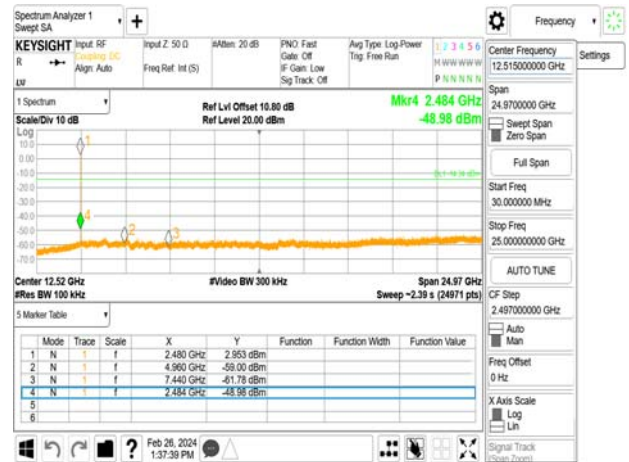 Spectrum Analyzer 1
Swept SA
Frequency
KEYSIGHT Input: RF Input Z: 50 Ω #Atten: 20 dB PNO: Fast Avg Type: Log-Power 1 2 3 4 5 6
R Coupling: DC Gate: Off Trig: Free Run M W W W W W
Align: Auto Freq Ref: Int (S) IF Gain: Low P N N N N N
Sig Track: Off
1 Spectrum
Ref Lvl Offset 10.80 dB
Mkr4 2.484 GHz
Scale/Div 10 dB
Ref Level 20.00 dBm
-48.98 dBm
Log
10.0
0.00
-10.0
-20.0
-30.0
-40.0
-50.0
-60.0
-70.0
1
2
3
4
Center 12.52 GHz #Video BW 300 kHz Span 24.97 GHz
#Res BW 100 kHz Sweep ~2.39 s (24971 pts)
5 Marker Table
Mode Trace Scale X Y Function Function Width Function Value
1 N 1 f 2.480 GHz 2.953 dBm
2 N 1 f 4.960 GHz -59.00 dBm
3 N 1 f 7.440 GHz -61.78 dBm
4 N 1 f 2.484 GHz -48.98 dBm
5
6
Feb 26, 2024
1:37:39 PM
Center Frequency
12.515000000 GHz
Settings
Span
24.9700000 GHz
Swept Span
Zero Span
Full Span
Start Freq
30.000000 MHz
Stop Freq
25.000000000 GHz
AUTO TUNE
CF Step
2.497000000 GHz
Auto
Man
Freq Offset
0 Hz
X Axis Scale
Log
Lin
Signal Track
(Span Zoom)